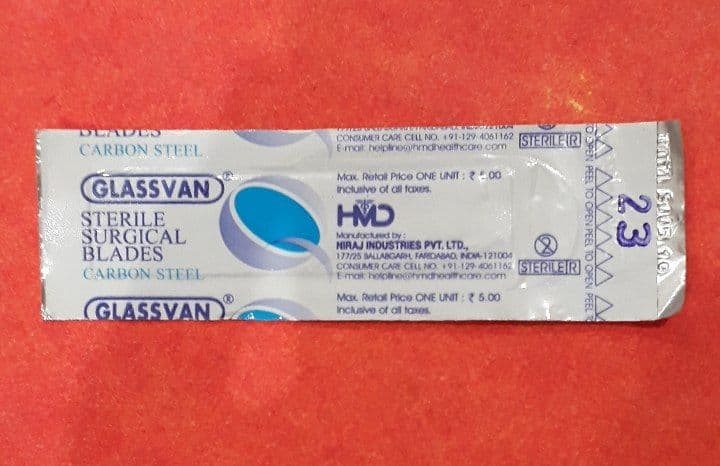 BLADES
CARBON STEEL
CONSUMER CARE CELL NO. +91-129-4061162
E-mail: helpline@hmdhealthcare.com
STERILE R
GLASSVAN®
STERILE
SURGICAL
BLADES
CARBON STEEL
Max. Retail Price ONE UNIT : ₹ 5.00
Inclusive of all taxes.
HMD
Manufactured by :
HIRAJ INDUSTRIES PVT. LTD.,
177/25 BALLABGARH, FARIDABAD, INDIA-121004
CONSUMER CARE CELL NO. +91-129-4061162
E-mail: helpline@hmdhealthcare.com
2
STERILE R
GLASSVAN®
Max. Retail Price ONE UNIT : ₹ 5.00
Inclusive of all taxes.
TO OPEN PEEL TO OPEN PEEL TO OPEN PEEL TO
23